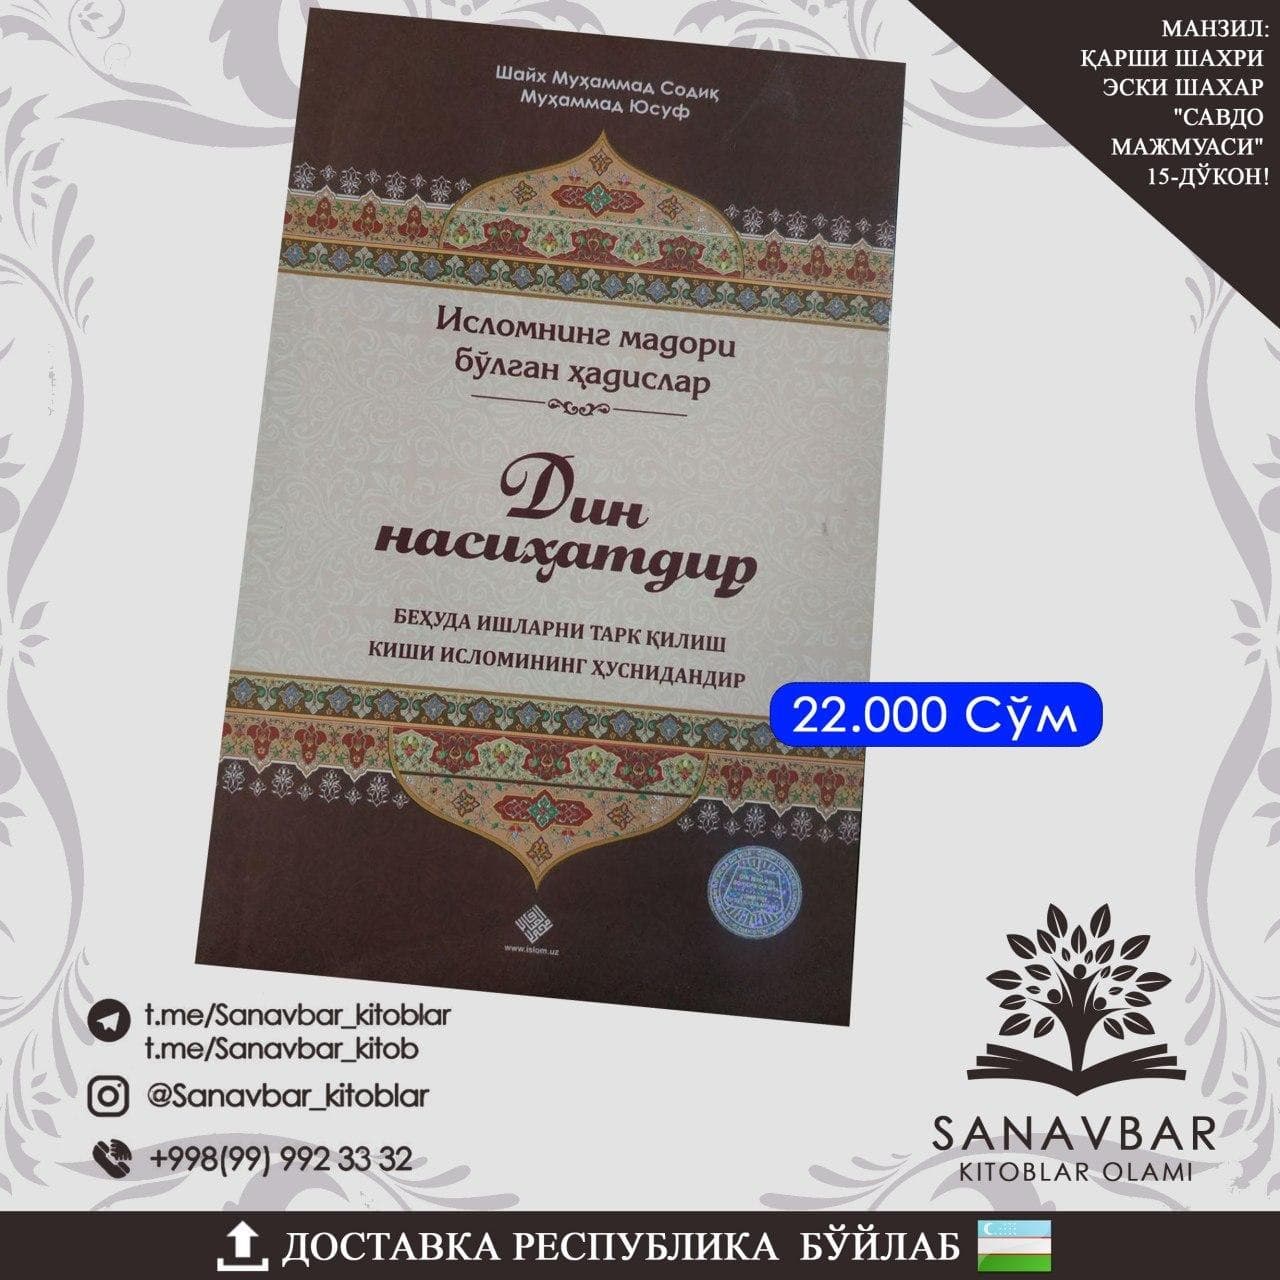 МАНЗИЛ:
ҚАРШИ ШАХРИ
ЭСКИ ШАХАР
"САВДО
МАЖМУАСИ"
15-ДЎКОН!
Шайх Муҳаммад Содиқ
Муҳаммад Юсуф
Исломнинг мадори
бўлган ҳадислар
Дин
насиҳатдир
БЕҲУДА ИШЛАРНИ ТАРК ҚИЛИШ
КИШИ ИСЛОМИНИНГ ҲУСНИДАНДИР
22.000 Сўм
www.islom.uz
t.me/Sanavbar_kitoblar
t.me/Sanavbar_kitob
@Sanavbar_kitoblar
+998(99) 992 33 32
SANAVBAR
KITOBLAR OLAMI
ДОСТАВКА РЕСПУБЛИКА БЎЙЛАБ